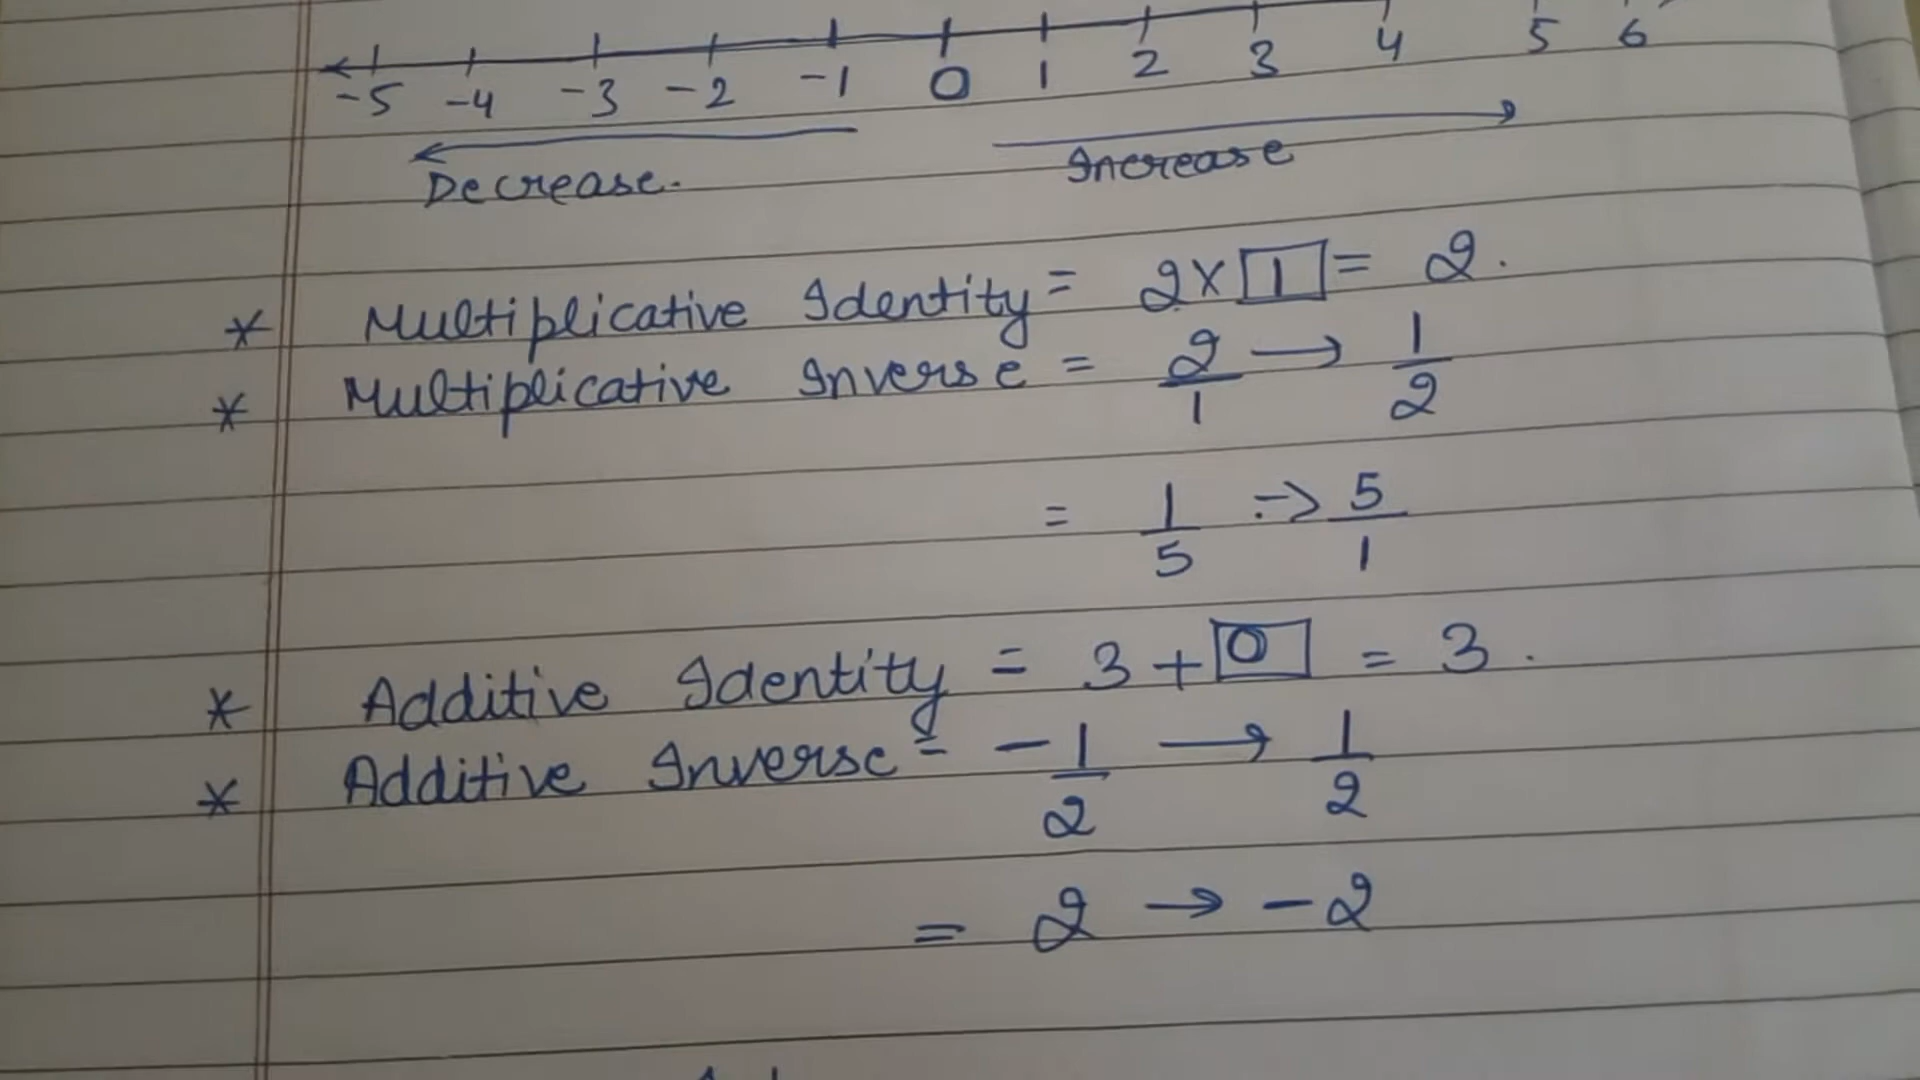 -5 -4 -3 -2 -1 0 1 2 3 4 5 6
Decrease. Increase
* Multiplicative Identity = 2 × 1 = 2.
* Multiplicative Inverse = 2/1 → 1/2
= 1/5 → 5/1
* Additive Identity = 3 + 0 = 3.
* Additive Inverse = -1/2 → 1/2
= 2 → -2